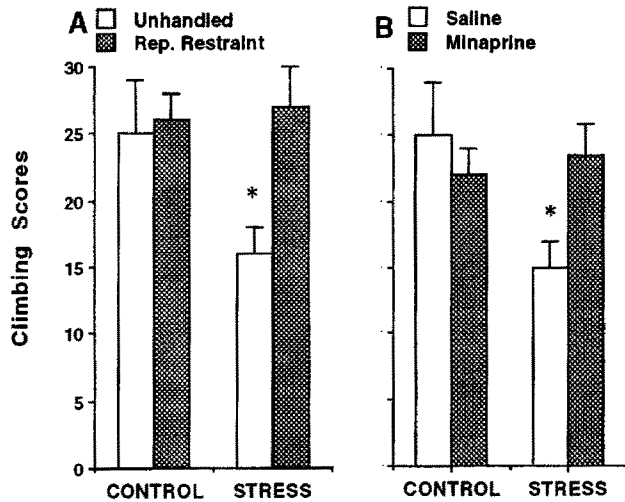 A
Unhandled
Rep. Restraint
30
25
20
15
10
5
0
Climbing Scores
*
CONTROL STRESS
B
Saline
Minaprine
*
CONTROL STRESS